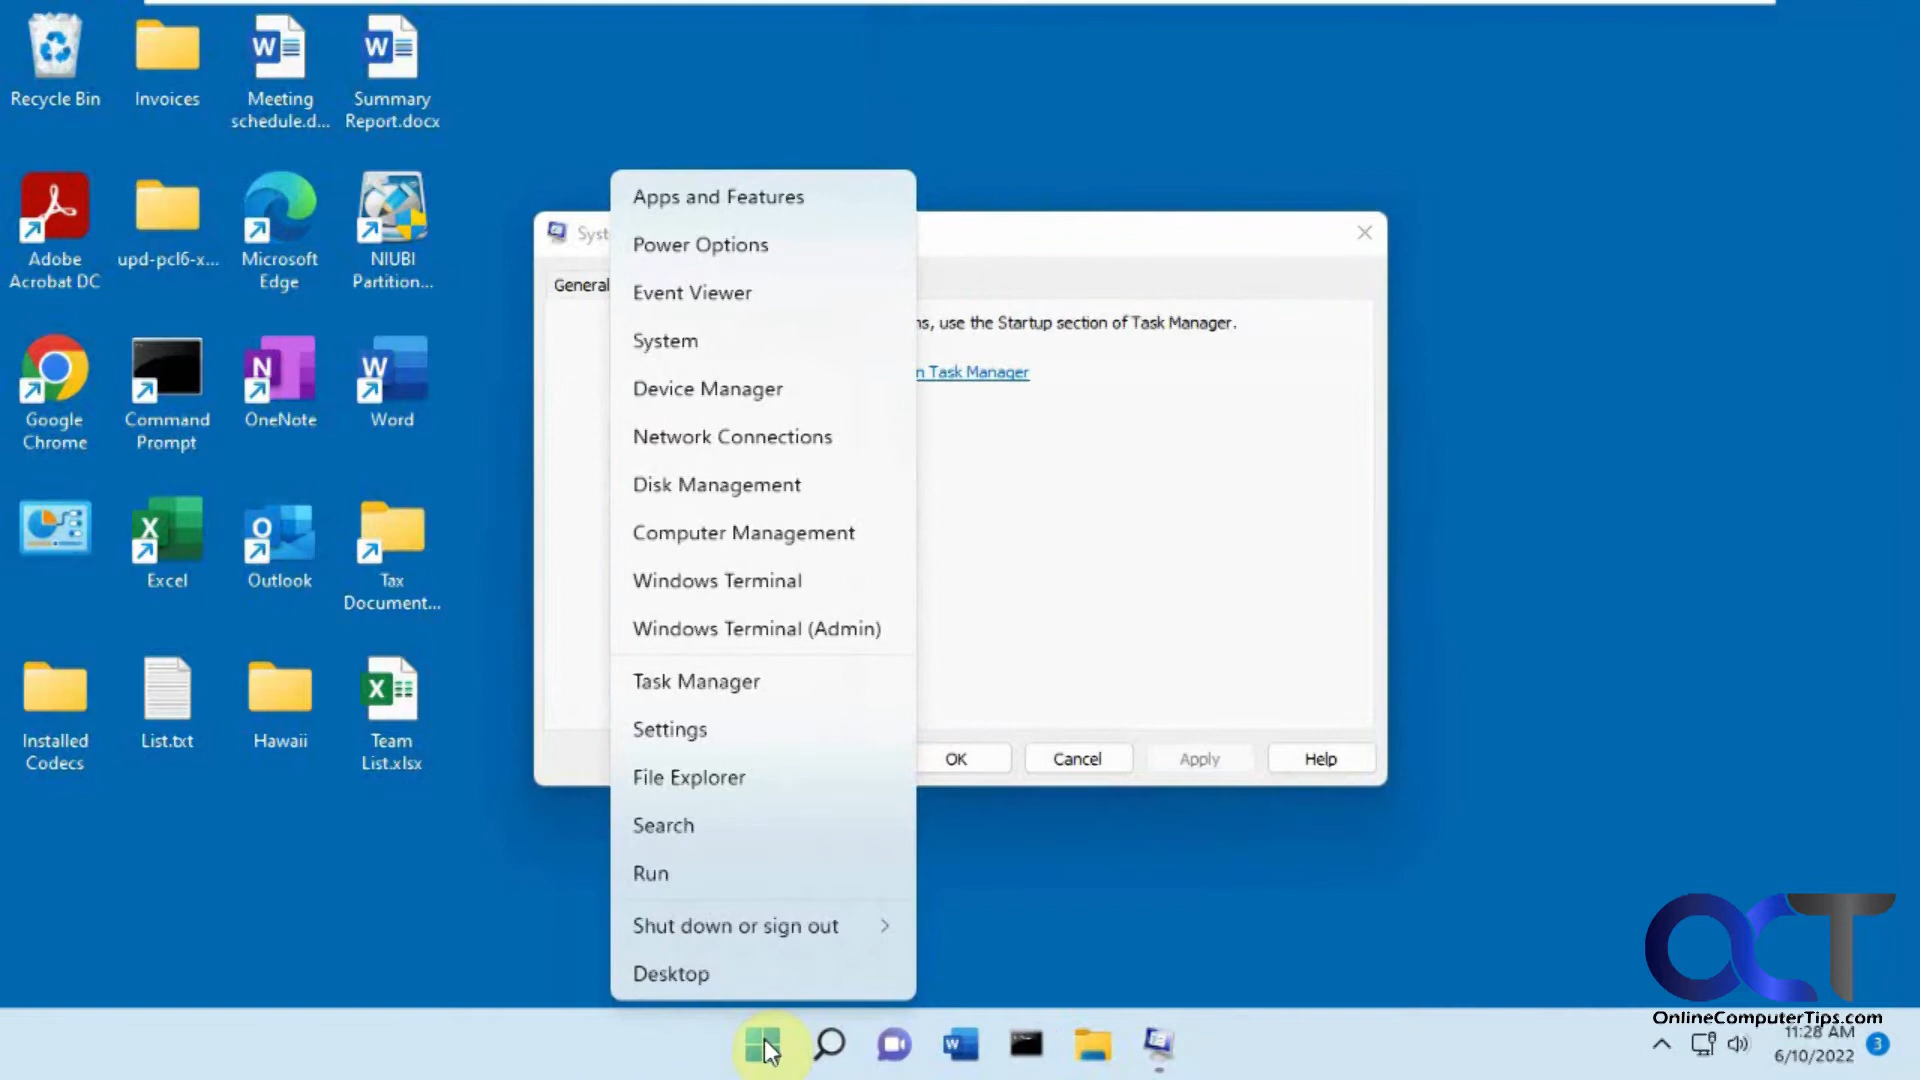 Recycle Bin
Invoices
Meeting
schedule.d...
Summary
Report.docx
Adobe
Acrobat DC
upd-pcl6-x...
Microsoft
Edge
NIUBI
Partition...
Google
Chrome
Command
Prompt
OneNote
Word
Excel
Outlook
Tax
Document...
Installed
Codecs
List.txt
Hawaii
Team
List.xlsx
Apps and Features
Power Options
Event Viewer
System
Device Manager
Network Connections
Disk Management
Computer Management
Windows Terminal
Windows Terminal (Admin)
Task Manager
Settings
File Explorer
Search
Run
Shut down or sign out
Desktop
Syst
General
ns, use the Startup section of Task Manager.
n Task Manager
OK
Cancel
Apply
Help
OCT
OnlineComputerTips.com
11:28 AM
6/10/2022
3